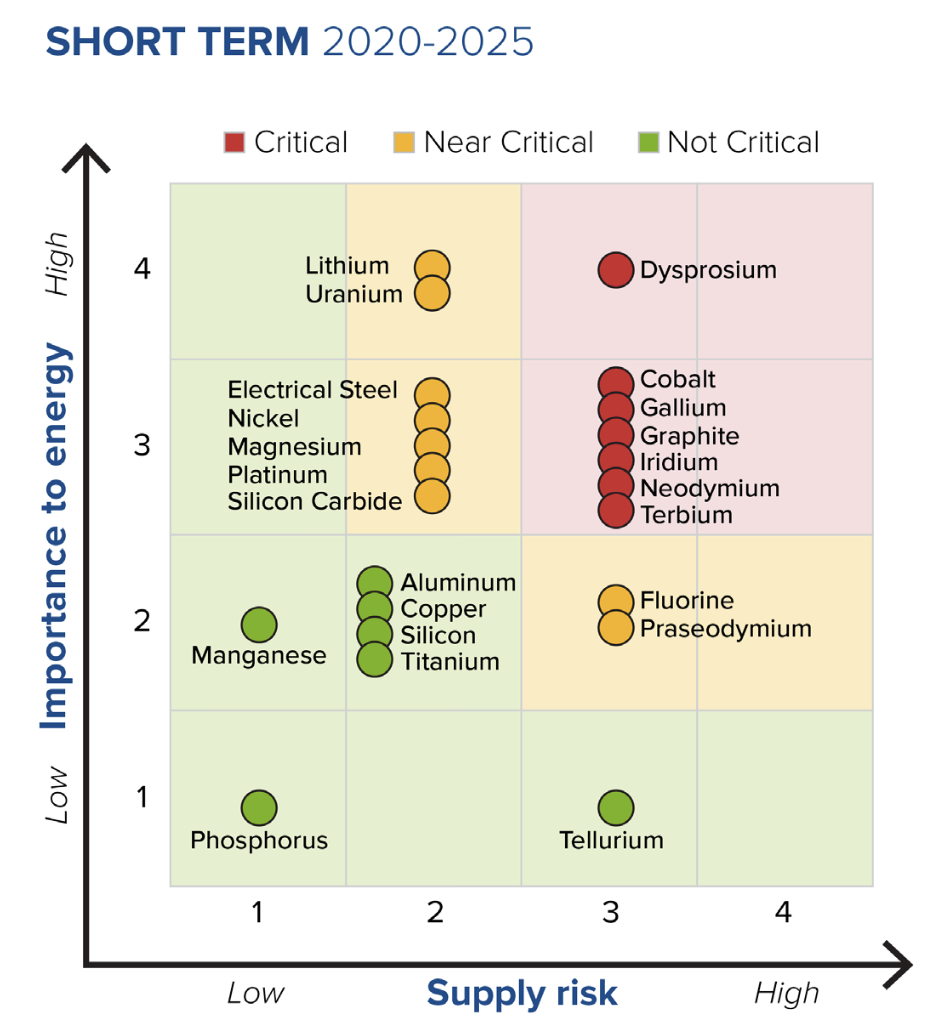 SHORT TERM 2020-2025
Critical Near Critical Not Critical
High
Importance to energy
Low
4
Lithium
Uranium
Dysprosium
3
Electrical Steel
Nickel
Magnesium
Platinum
Silicon Carbide
Cobalt
Gallium
Graphite
Iridium
Neodymium
Terbium
2
Manganese
Aluminum
Copper
Silicon
Titanium
Fluorine
Praseodymium
1
Phosphorus
Tellurium
1 2 3 4
Low Supply risk High